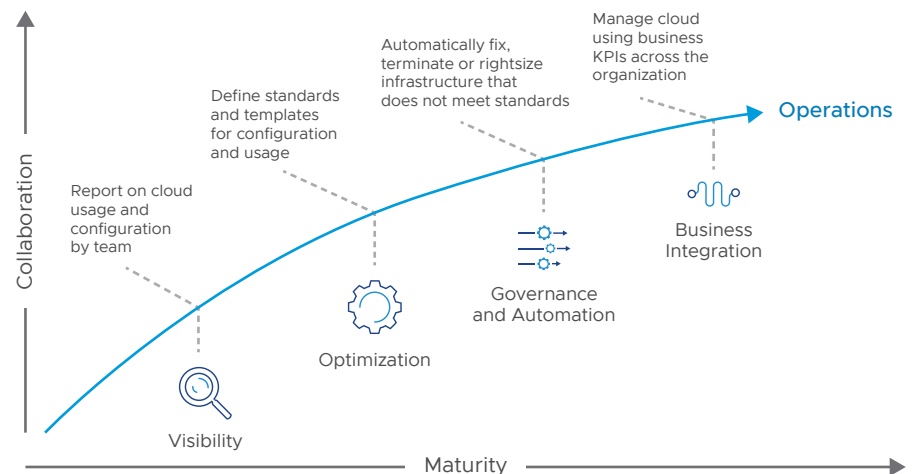 Manage cloud
using business
KPIs across the
organization
Automatically fix,
terminate or rightsize
infrastructure that
does not meet standards
Define standards
and templates
for configuration
and usage
Report on cloud
usage and
configuration
by team
Operations
Collaboration
Business
Integration
Governance
and Automation
Optimization
Visibility
Maturity